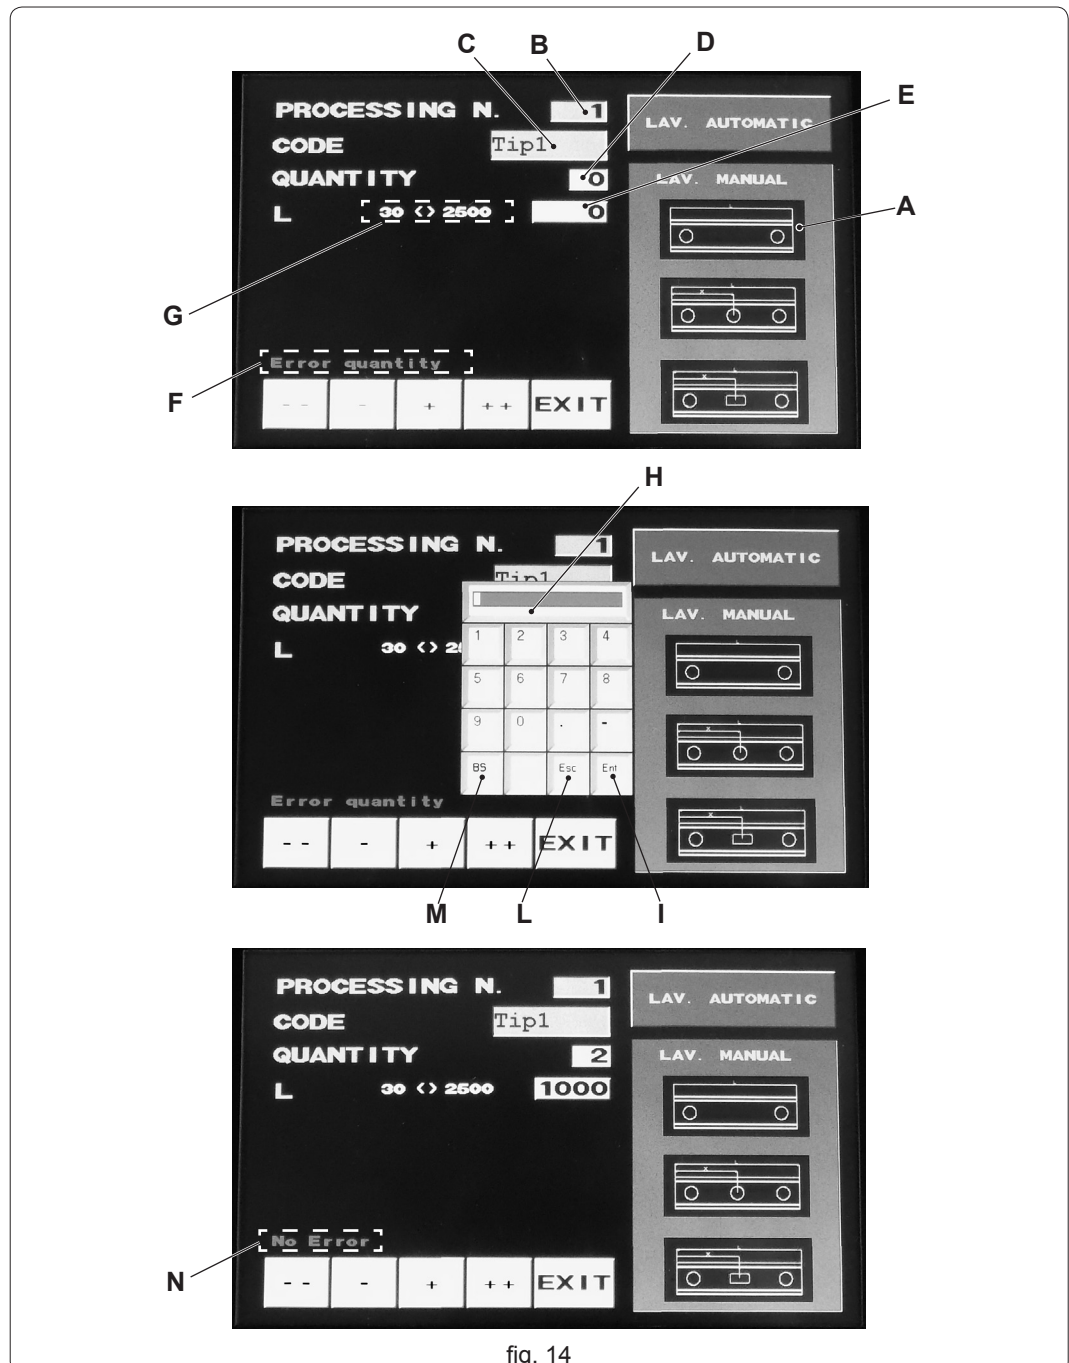 C B D
E
PROCESSING N. 1
CODE Tip1
QUANTITY 0
L 30 <> 2500 0
LAV. AUTOMATIC
LAV. MANUAL
L
A
G
x L
Error quantity
F
x
-- - + ++ EXIT
H
PROCESSING N. 1
CODE Tip1
QUANTITY
L 30 <> 2
LAV. AUTOMATIC
LAV. MANUAL
L
1 2 3 4
5 6 7 8
9 0 . -
BS Esc Ent
x L
Error quantity
x
-- - + ++ EXIT
M L I
PROCESSING N. 1
CODE Tip1
QUANTITY 2
L 30 <> 2500 1000
LAV. AUTOMATIC
LAV. MANUAL
L
x L
No Error
N
x L
-- - + ++ EXIT
fig. 14